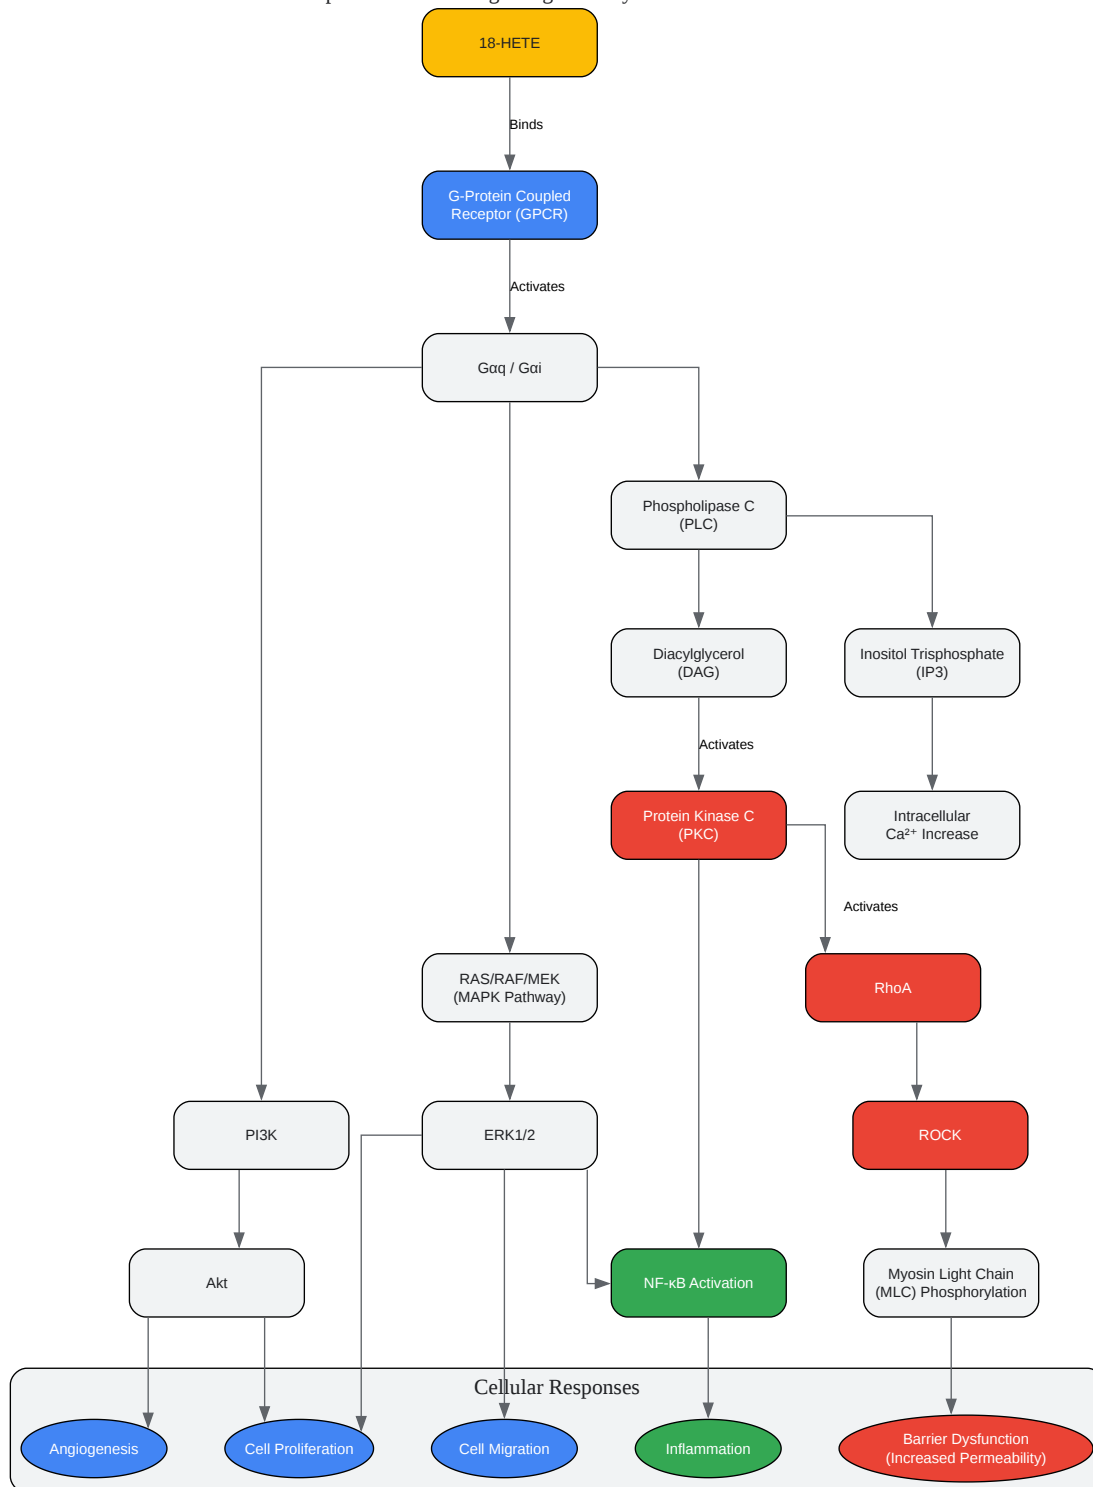 18-HETE
Binds
G-Protein Coupled
Receptor (GPCR)
Activates
Gαq / Gαi
Phospholipase C
(PLC)
Diacylglycerol
(DAG)
Inositol Trisphosphate
(IP3)
Activates
Protein Kinase C
(PKC)
Intracellular
Ca²⁺ Increase
Activates
RAS/RAF/MEK
(MAPK Pathway)
RhoA
PI3K
ERK1/2
ROCK
Akt
NF-κB Activation
Myosin Light Chain
(MLC) Phosphorylation
Cellular Responses
Angiogenesis
Cell Proliferation
Cell Migration
Inflammation
Barrier Dysfunction
(Increased Permeability)